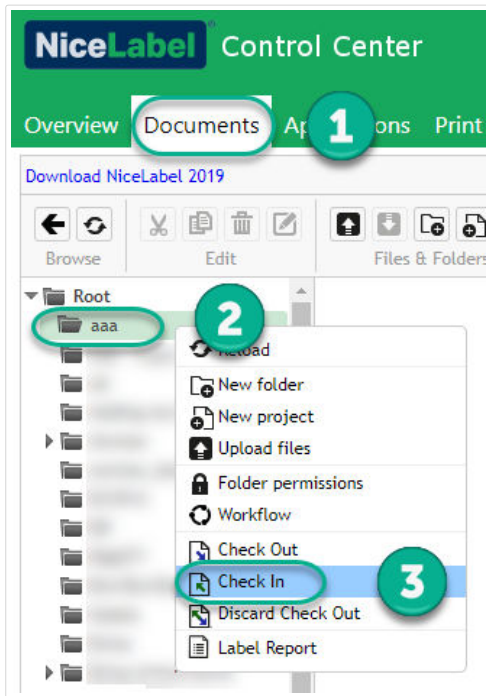 NiceLabel® Control Center
Overview Documents Ap 1 ons Print
Download NiceLabel 2019
Browse Edit Files & Folders
Root
aaa 2
Reload
New folder
New project
Upload files
Folder permissions
Workflow
Check Out
Check In 3
Discard Check Out
Label Report